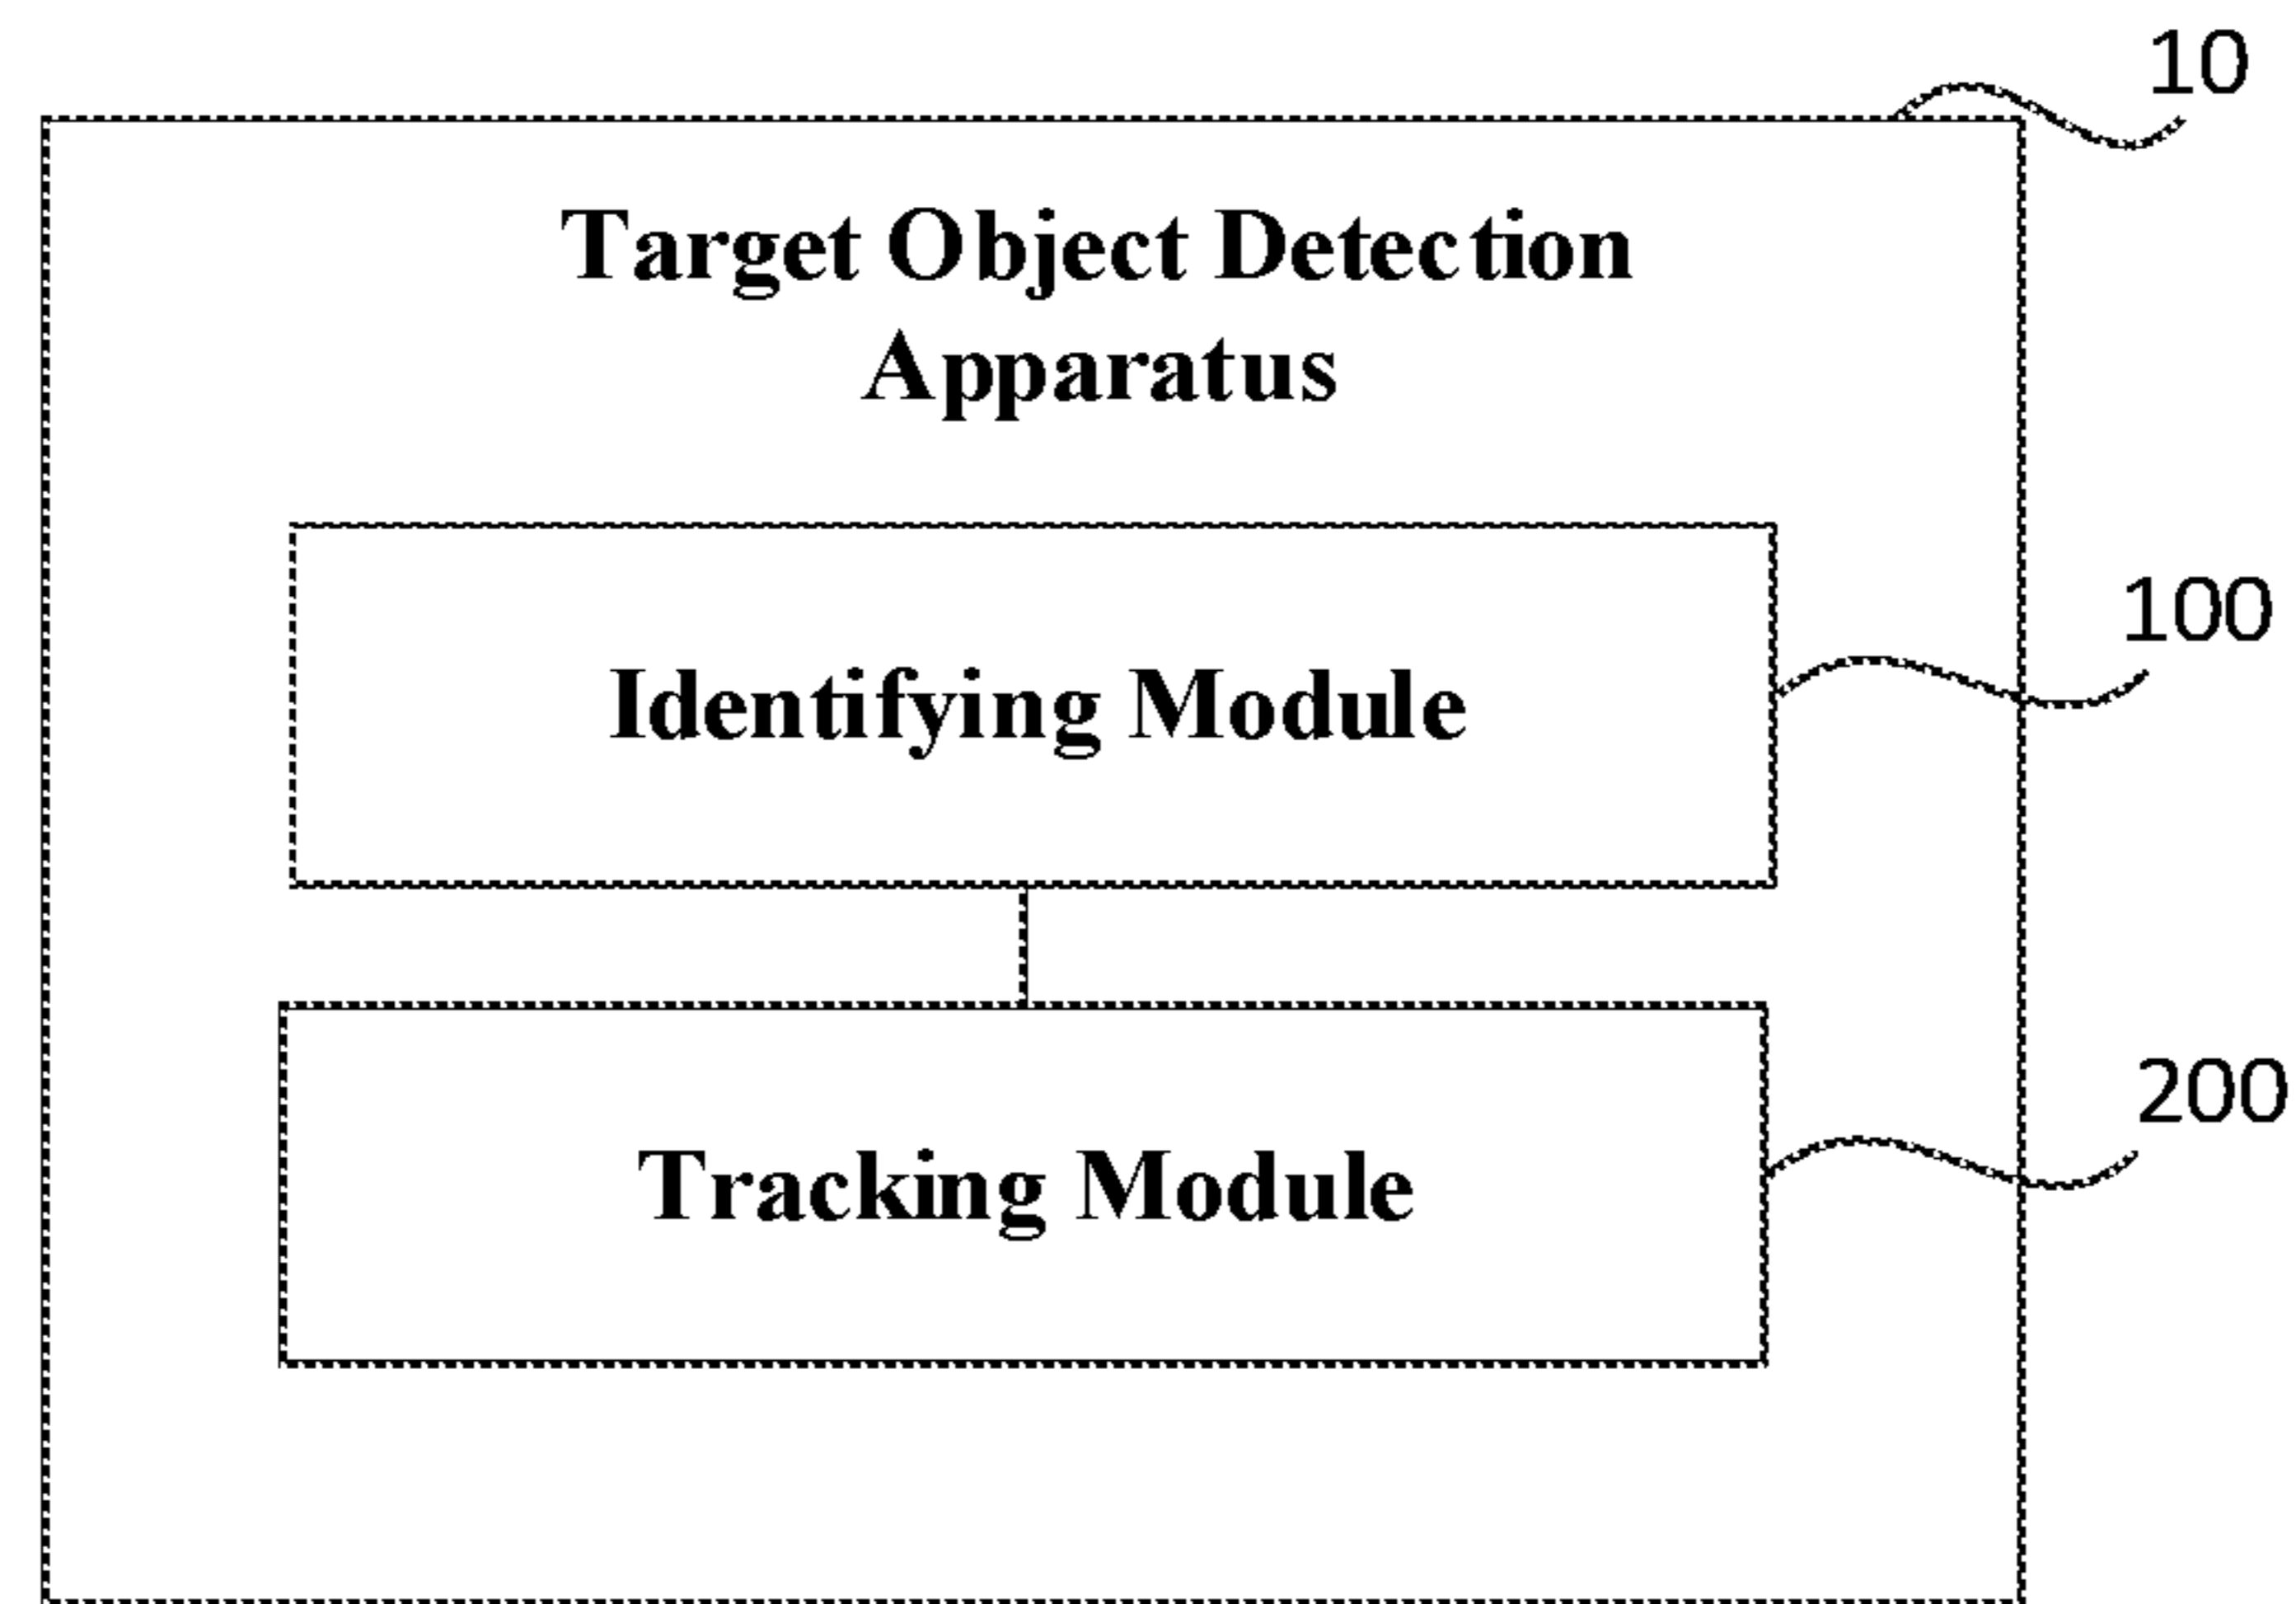 10
Target Object Detection
Apparatus
100
Identifying Module
200
Tracking Module